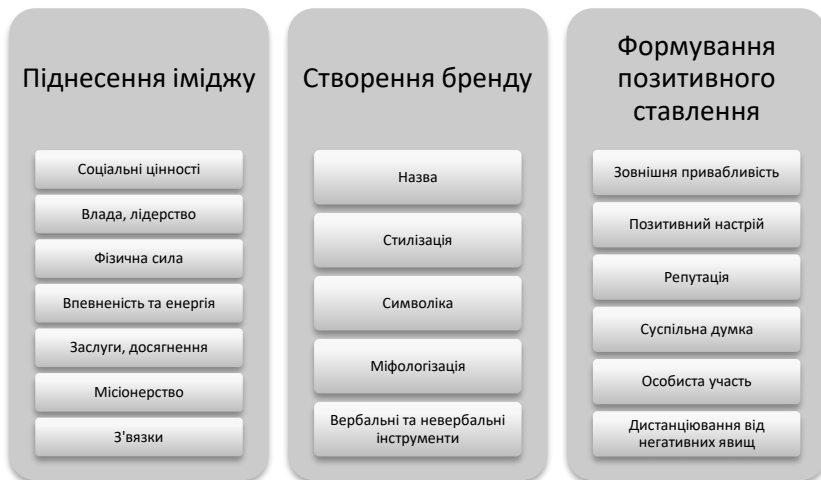 Піднесення іміджу
Соціальні цінності
Влада, лідерство
Фізична сила
Впевненість та енергія
Заслуги, досягнення
Місіонерство
З'вязки
Створення бренду
Назва
Стилізація
Символіка
Міфологізація
Вербальні та невербальні
інструменти
Формування
позитивного
ставлення
Зовнішня привабливість
Позитивний настрій
Репутація
Суспільна думка
Особиста участь
Дистанціювання від
негативних явищ